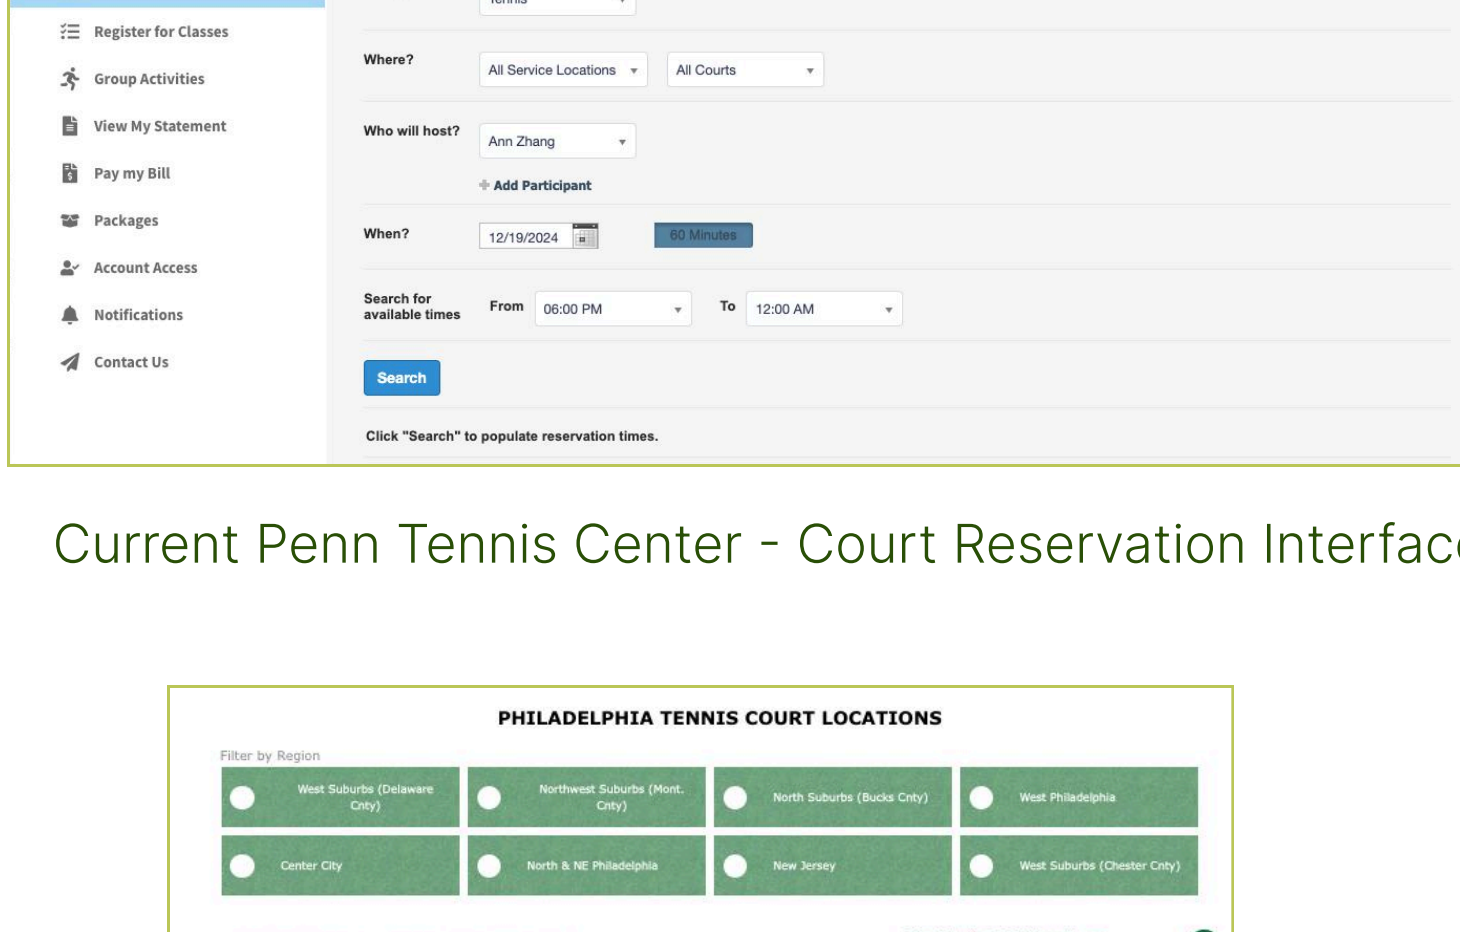 Tennis
Register for Classes
Group Activities
View My Statement
Pay my Bill
Packages
Account Access
Notifications
Contact Us
Where?
All Service Locations
All Courts
Who will host?
Ann Zhang
Add Participant
When?
12/19/2024
60 Minutes
Search for
available times
From
06:00 PM
To
12:00 AM
Search
Click "Search" to populate reservation times.
Current Penn Tennis Center - Court Reservation Interfac
PHILADELPHIA TENNIS COURT LOCATIONS
Filter by Region
West Suburbs (Delaware
Cnty)
Northwest Suburbs (Mont.
Cnty)
North Suburbs (Bucks Cnty)
West Philadelphia
Center City
North & NE Philadelphia
New Jersey
West Suburbs (Chester Cnty)